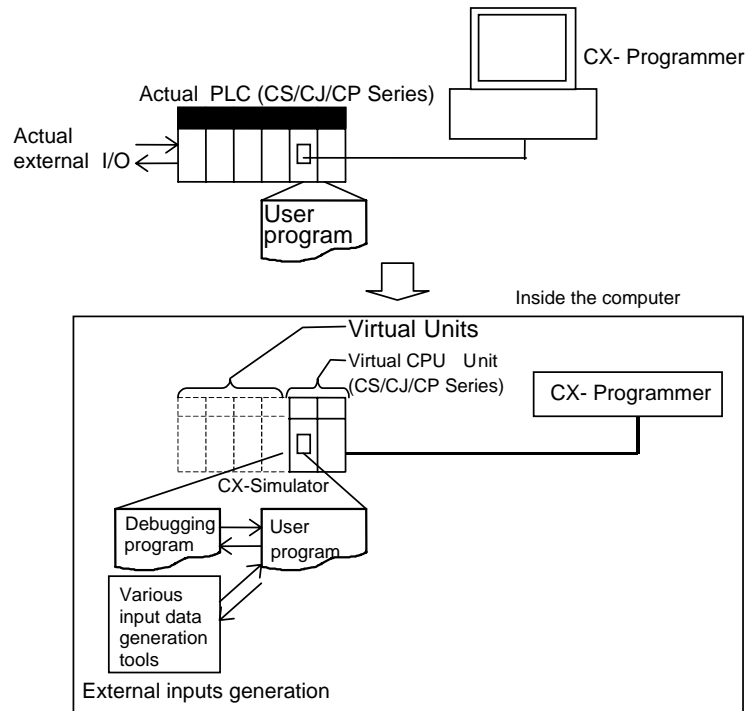 CX- Programmer
Actual PLC (CS/CJ/CP Series)
Actual
external I/O
User
program
Inside the computer
Virtual Units
Virtual CPU Unit
(CS/CJ/CP Series)
CX- Programmer
CX-Simulator
Debugging
program
User
program
Various
input data
generation
tools
External inputs generation